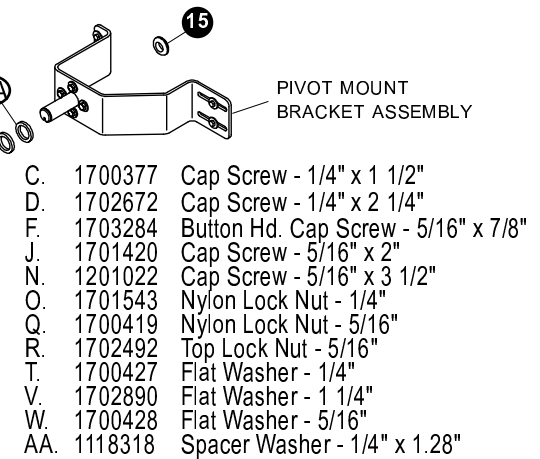 15
PIVOT MOUNT
BRACKET ASSEMBLY
C. 1700377 Cap Screw - 1/4" x 1 1/2"
D. 1702672 Cap Screw - 1/4" x 2 1/4"
F. 1703284 Button Hd. Cap Screw - 5/16" x 7/8"
J. 1701420 Cap Screw - 5/16" x 2"
N. 1201022 Cap Screw - 5/16" x 3 1/2"
O. 1701543 Nylon Lock Nut - 1/4"
Q. 1700419 Nylon Lock Nut - 5/16"
R. 1702492 Top Lock Nut - 5/16"
T. 1700427 Flat Washer - 1/4"
V. 1702890 Flat Washer - 1 1/4"
W. 1700428 Flat Washer - 5/16"
AA. 1118318 Spacer Washer - 1/4" x 1.28"